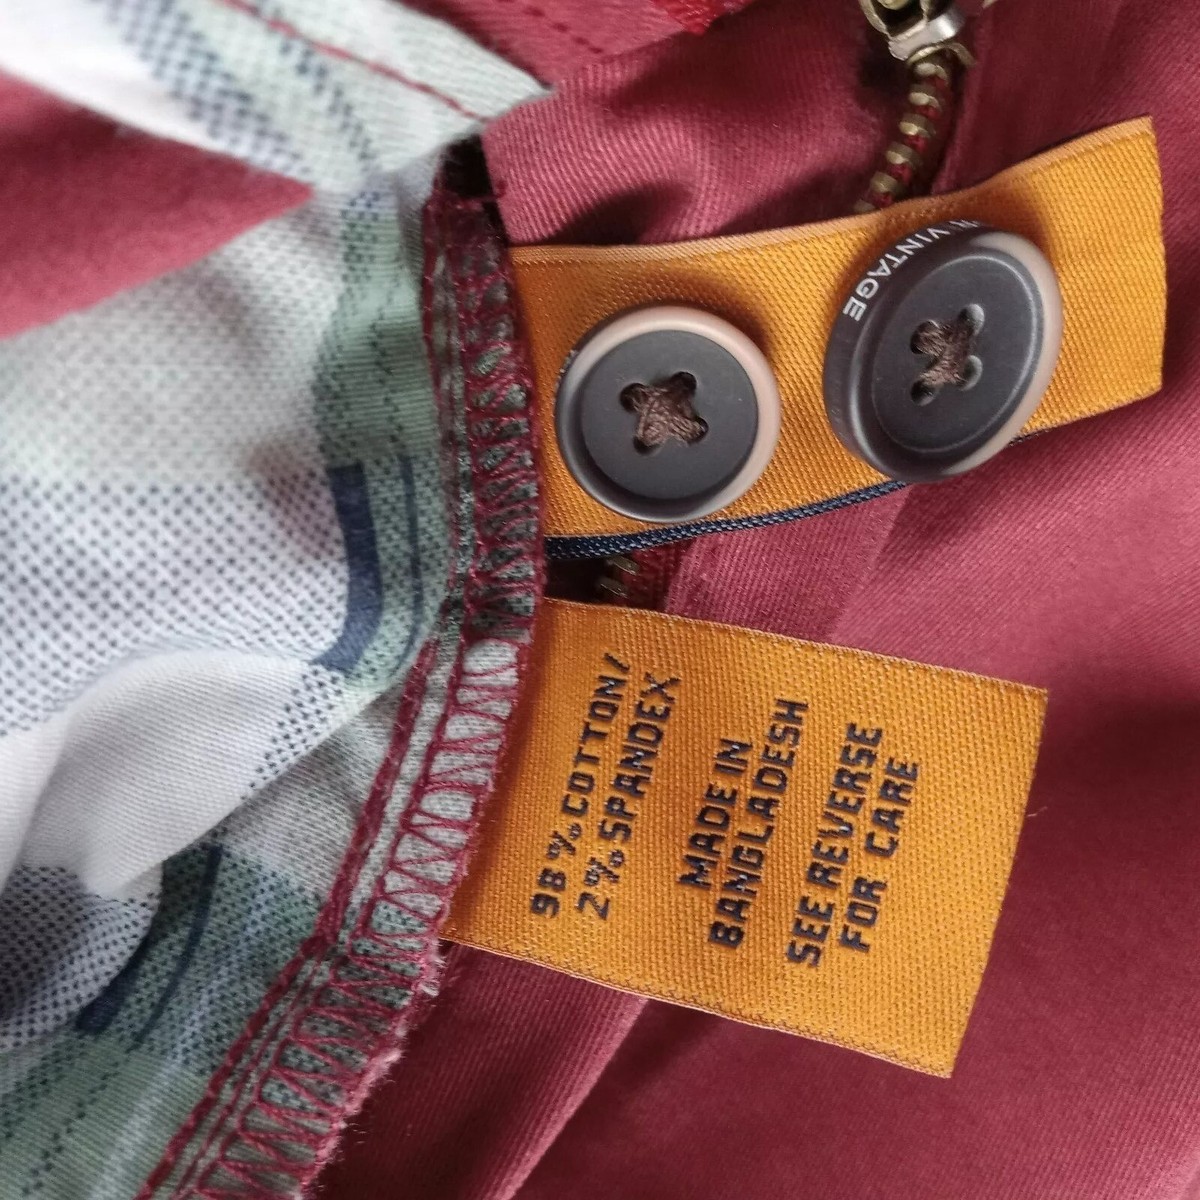 N VINTAGE
98% COTTON/
2% SPANDEX
MADE IN
BANGLADESH
SEE REVERSE
FOR CARE